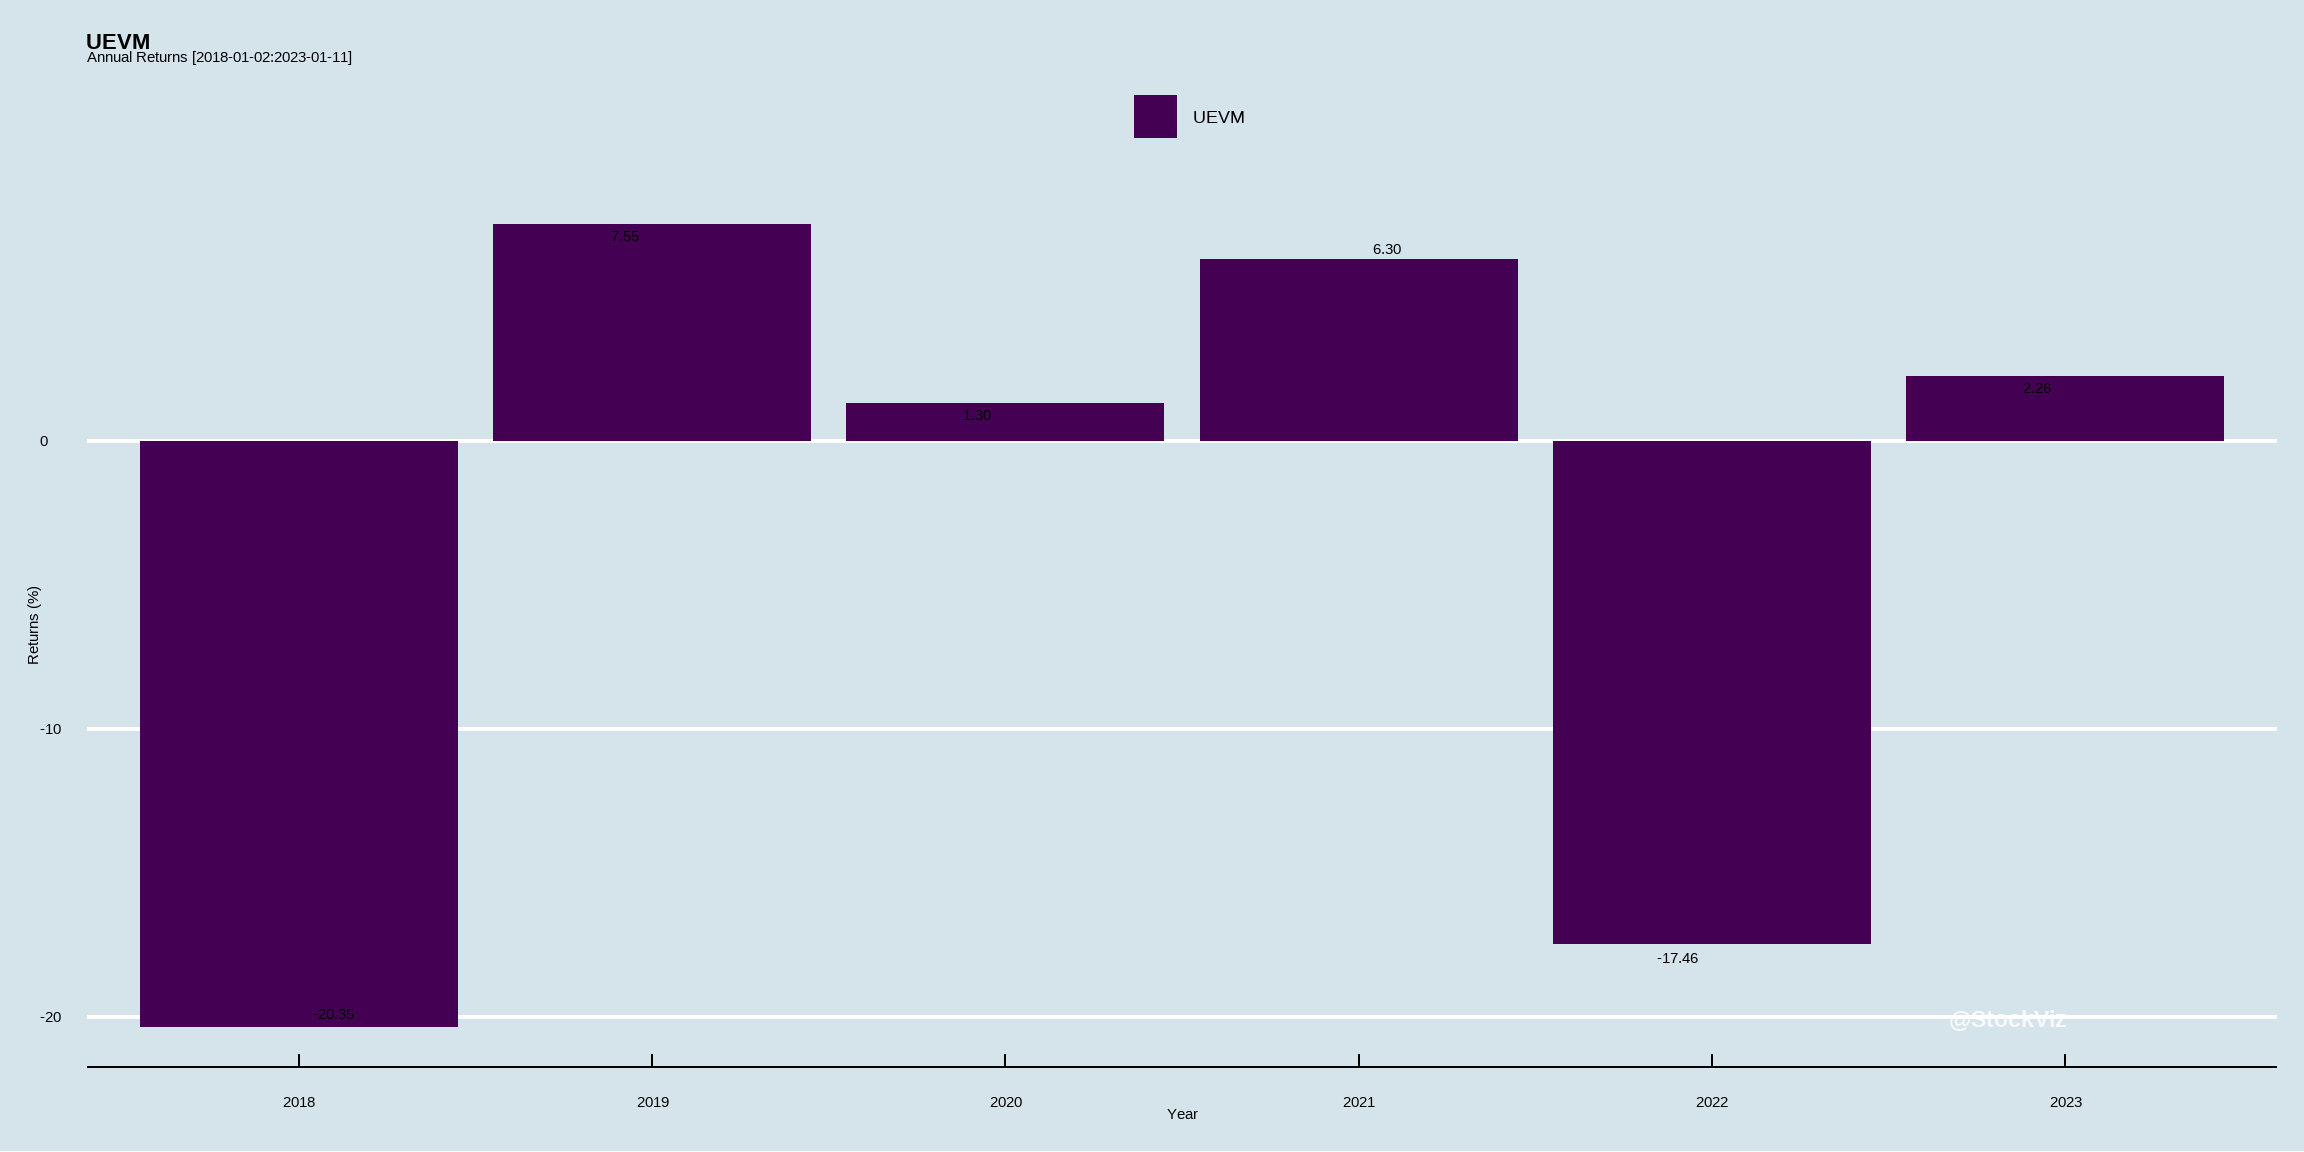 UEVM
Annual Returns [2018-01-02:2023-01-11]
UEVM
7.55
6.30
1.30
2.26
0
Returns (%)
-10
-17.46
-20.35
-20
@StockViz
2018
2019
2020
2021
2022
2023
Year